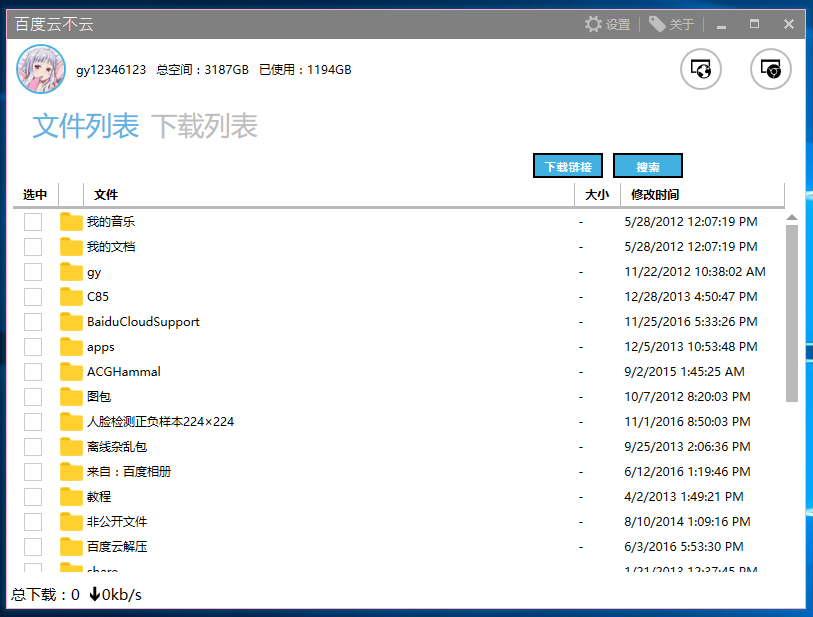 百度云不云 设置 关于
gy12346123 总空间：3187GB 已使用：1194GB
文件列表 下载列表
下载链接 搜索
选中 文件 大小 修改时间
我的音乐 - 5/28/2012 12:07:19 PM
我的文档 - 5/28/2012 12:07:19 PM
gy - 11/22/2012 10:38:02 AM
C85 - 12/28/2013 4:50:47 PM
BaiduCloudSupport - 11/25/2016 5:33:26 PM
apps - 12/5/2013 10:53:48 PM
ACGHammal - 9/2/2015 1:45:25 AM
图包 - 10/7/2012 8:20:03 PM
人脸检测正负样本224×224 - 11/1/2016 8:50:03 PM
离线杂乱包 - 9/25/2013 2:06:36 PM
来自：百度相册 - 6/12/2016 1:19:46 PM
教程 - 4/2/2013 1:49:21 PM
非公开文件 - 8/10/2014 1:09:16 PM
百度云解压 - 6/3/2016 5:53:30 PM
share 1/21/2013 12:37:45 PM
总下载：0 0kb/s